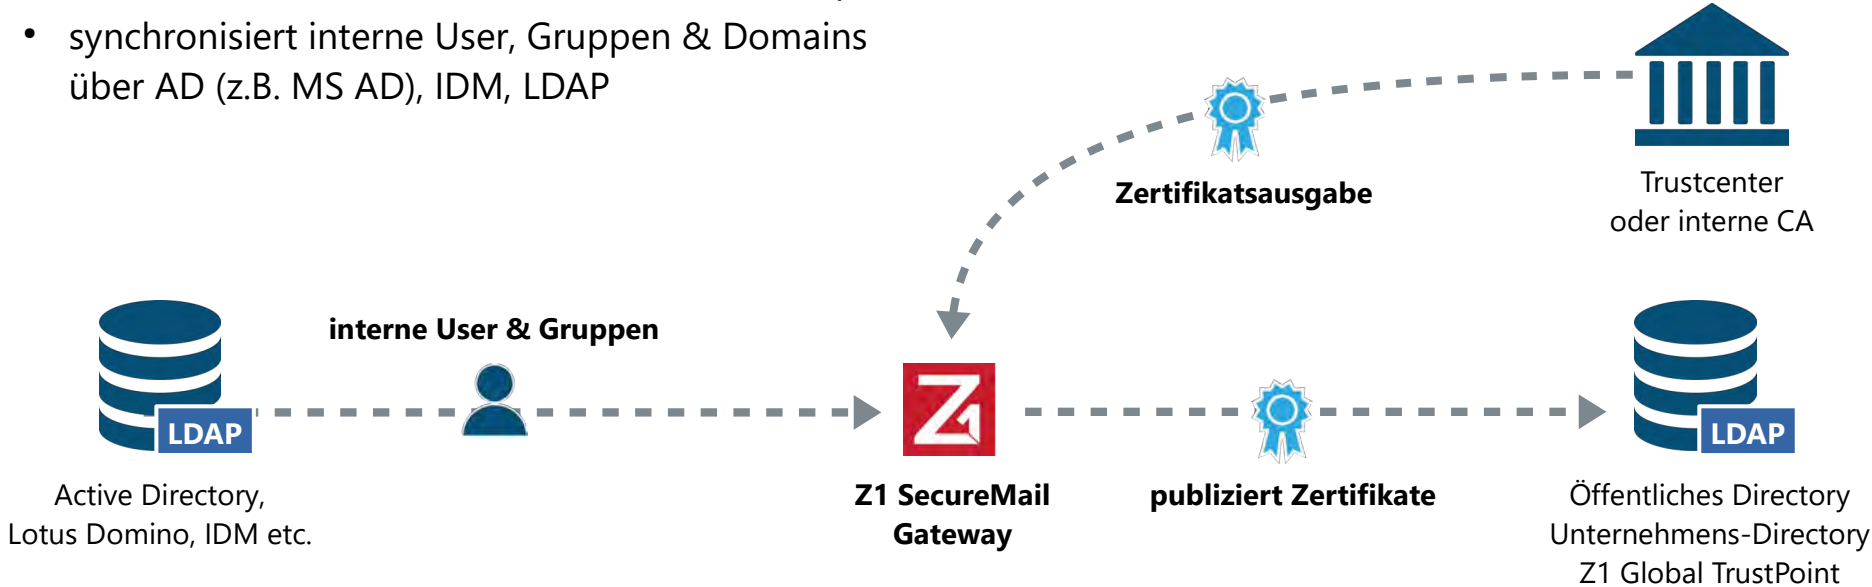 • synchronisiert interne User, Gruppen & Domains
über AD (z.B. MS AD), IDM, LDAP
Zertifikatsausgabe
Trustcenter
oder interne CA
interne User & Gruppen
LDAP
Z1
LDAP
Active Directory,
Lotus Domino, IDM etc.
Z1 SecureMail
Gateway
publiziert Zertifikate
Öffentliches Directory
Unternehmens-Directory
Z1 Global TrustPoint